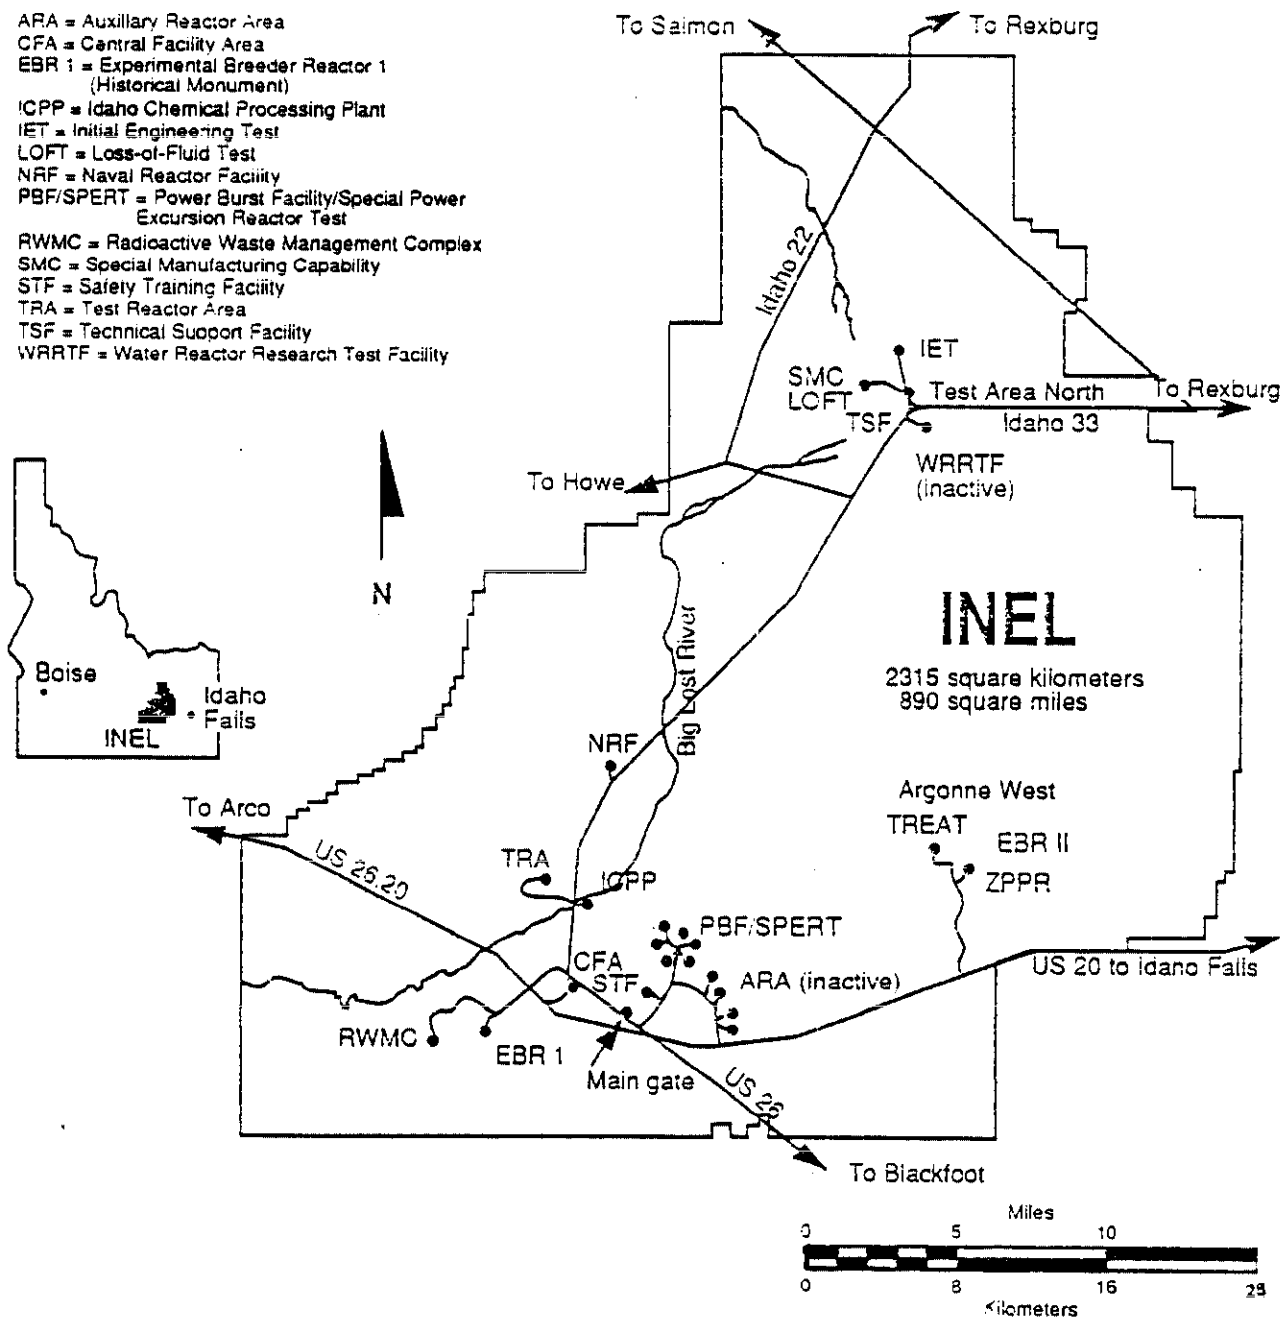 ARA = Auxillary Reactor Area
CFA = Central Facility Area
EBR 1 = Experimental Breeder Reactor 1
(Historical Monument)
ICPP = Idaho Chemical Processing Plant
IET = Initial Engineering Test
LOFT = Loss-of-Fluid Test
NRF = Naval Reactor Facility
PBF/SPERT = Power Burst Facility/Special Power
Excursion Reactor Test
RWMC = Radioactive Waste Management Complex
SMC = Special Manufacturing Capability
STF = Safety Training Facility
TRA = Test Reactor Area
TSF = Technical Support Facility
WRRTF = Water Reactor Research Test Facility
To Salmon
To Rexburg
Idaho 22
IET
SMC
LOFT
Test Area North
To Rexburg
TSF
Idaho 33
WRRTF
(inactive)
To Howe
N
INEL
2315 square kilometers
890 square miles
Big Lost River
Boise
Idaho
Falls
INEL
NRF
To Arco
US 26,20
Argonne West
TREAT
EBR II
ZPPR
TRA
ICPP
PBF/SPERT
CFA
STF
ARA (inactive)
US 20 to Idaho Falls
RWMC
EBR 1
Main gate
US 26
To Blackfoot
Miles
0 5 10
0 8 16
Kilometers